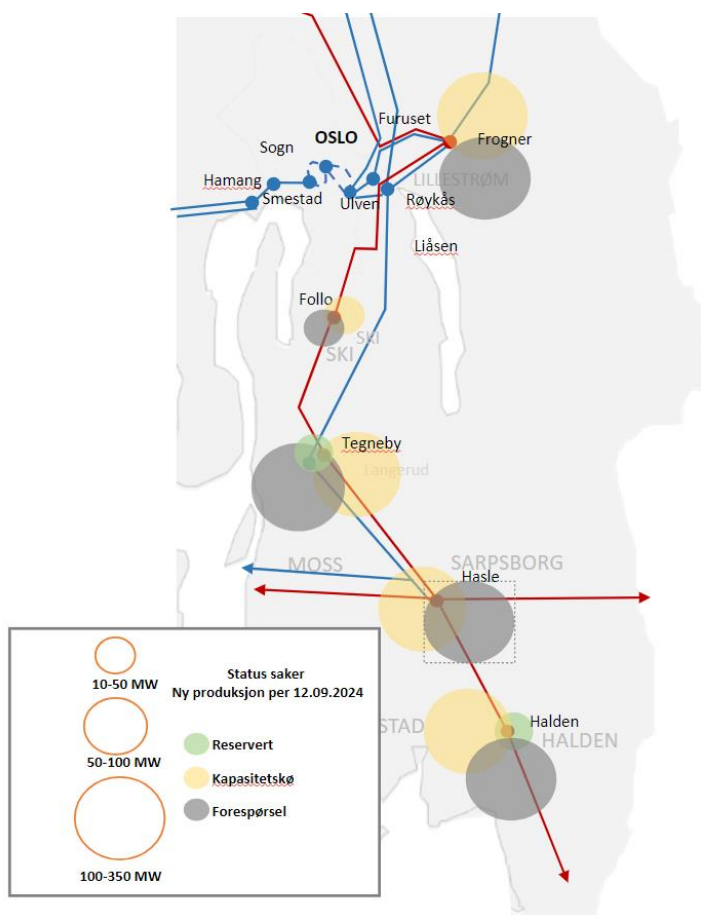 Furuset
OSLO
Frogner
Sogn
Hamang
LILLESTRØM
Smestad
Ulven
Røykås
Liåsen
Follo
SKI
SKI
Tegneby
Langerud
MOSS
SARPSBORG
Hasle
STAD
Halden
HALDEN
Status saker
Ny produksjon per 12.09.2024
10-50 MW
50-100 MW
100-350 MW
Reservert
Kapasitetskø
Forespørsel